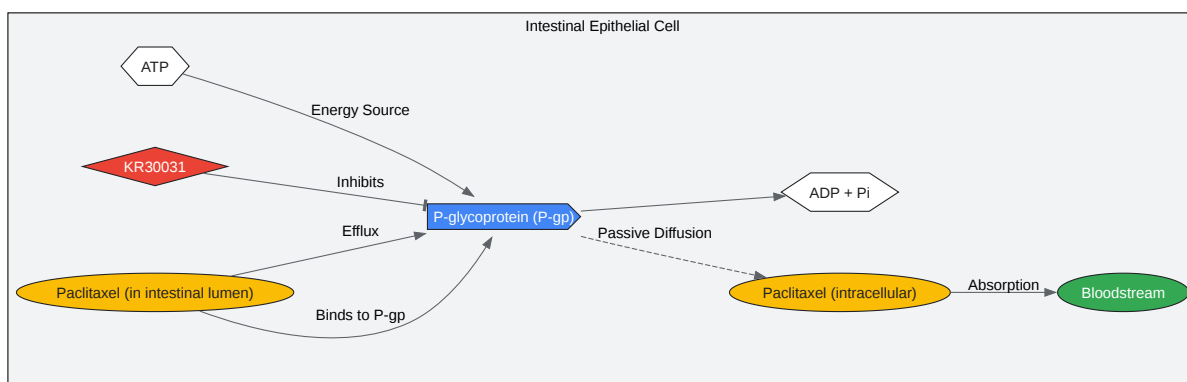 Intestinal Epithelial Cell
ATP
Energy Source
KR30031
Inhibits
ADP + Pi
P-glycoprotein (P-gp)
Efflux
Passive Diffusion
Paclitaxel (in intestinal lumen)
Binds to P-gp
Paclitaxel (intracellular)
Absorption
Bloodstream